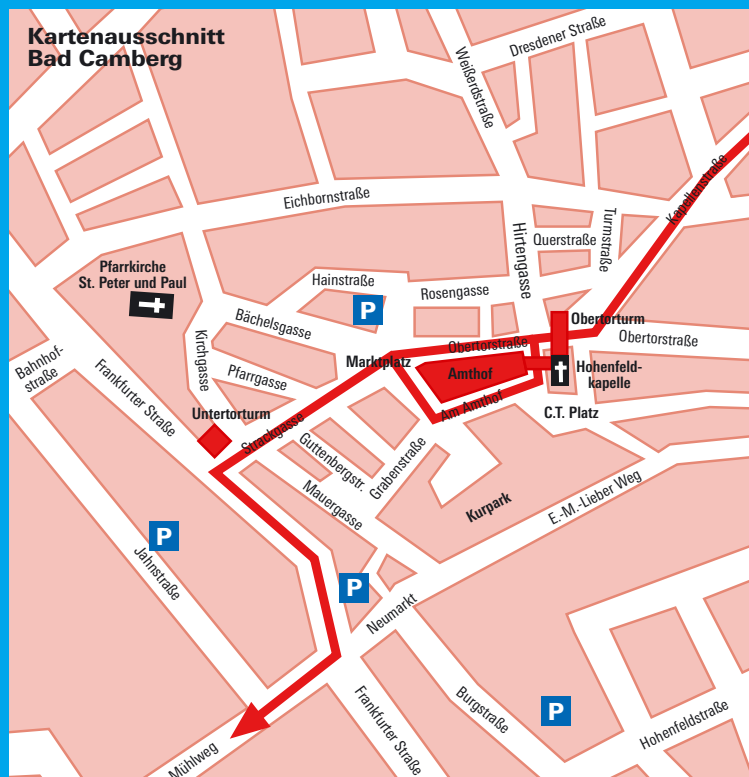 Kartenausschnitt
Bad Camberg
Dresdener Straße
Weißerdstraße
Kapellenstraße
Eichbornstraße
Hirtengasse
Turmstraße
Querstraße
Pfarrkirche
St. Peter und Paul
Hainstraße
Rosengasse
P
Bächelsgasse
Obertorturm
Obertorstraße
Obertorstraße
Kirchgasse
Marktplatz
Amthof
Hohenfeld-
kapelle
Bahnhof-
straße
Pfarrgasse
Frankfurter Straße
Untertorturm
Am Amthof
C.T. Platz
Strackgasse
Guttenbergstr.
Grabenstraße
Mauergasse
Kurpark
E.-M.-Lieber Weg
P
Jahnstraße
P
Neumarkt
Frankfurter Straße
Burgstraße
P
Hohenfeldstraße
Mühlweg